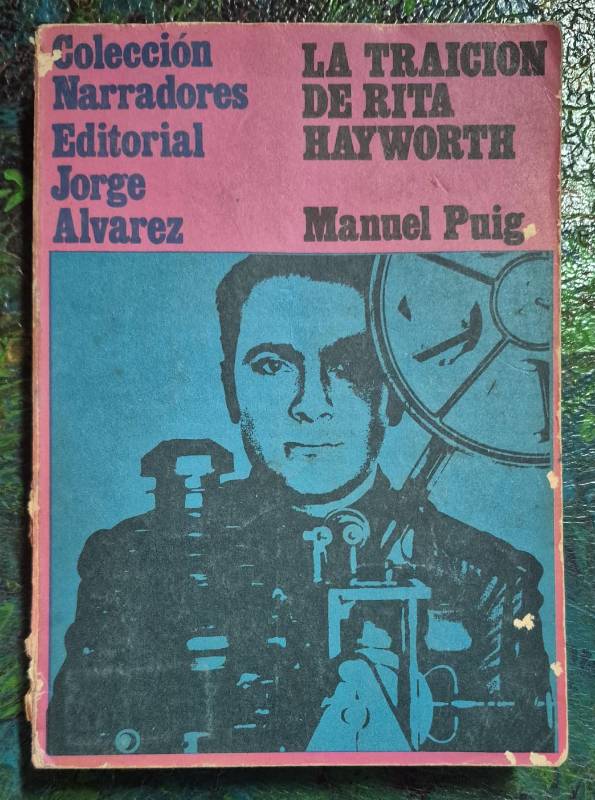 Colección
Narradores
Editorial
Jorge
Alvarez
LA TRAICION
DE RITA
HAYWORTH
Manuel Puig